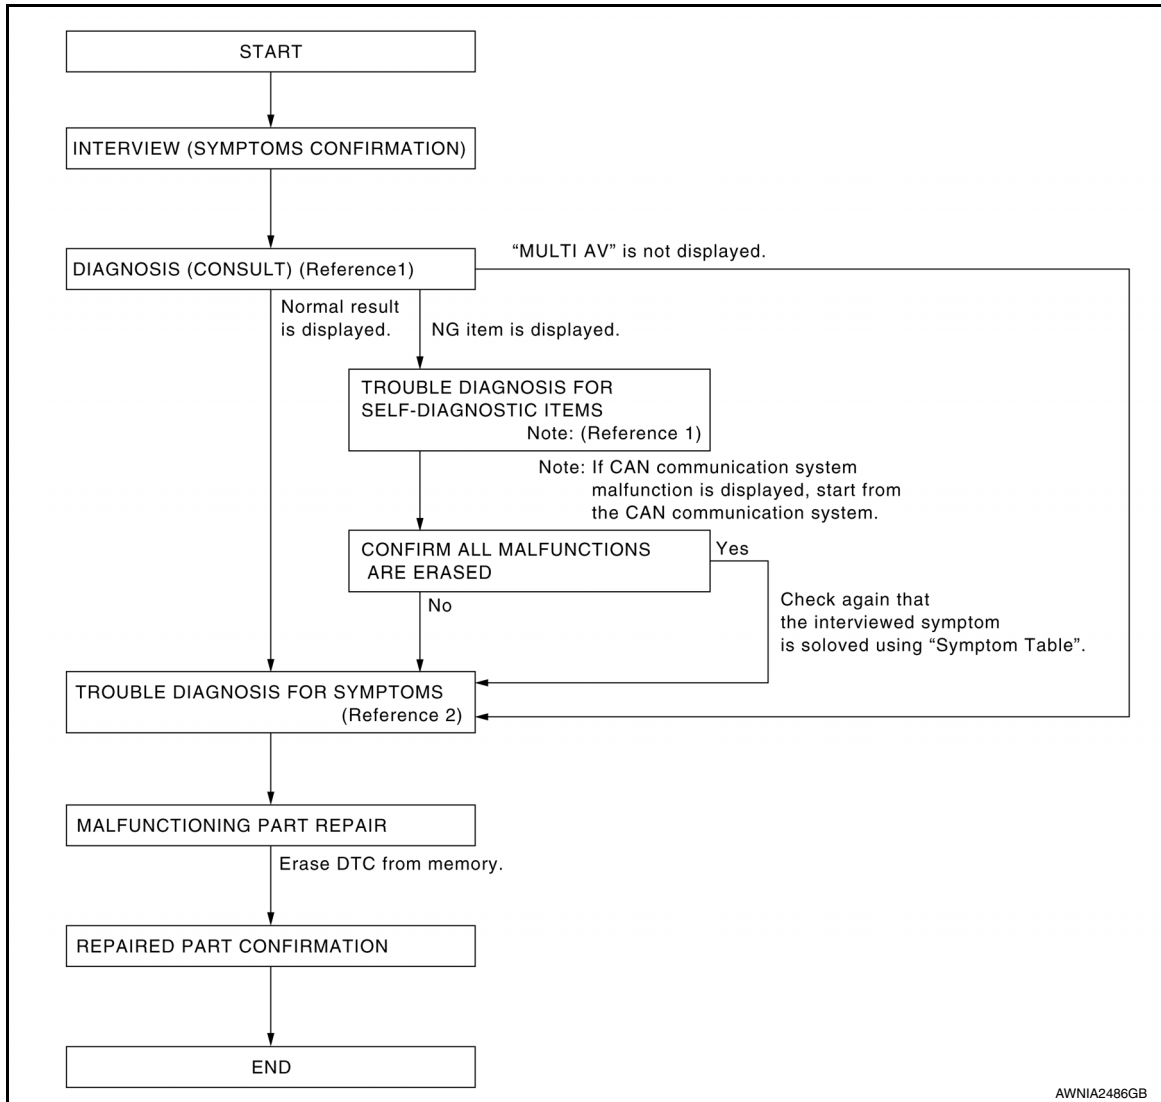 START
INTERVIEW (SYMPTOMS CONFIRMATION)
DIAGNOSIS (CONSULT) (Reference1)
“MULTI AV” is not displayed.
Normal result
is displayed.
NG item is displayed.
TROUBLE DIAGNOSIS FOR
SELF-DIAGNOSTIC ITEMS
Note: (Reference 1)
Note: If CAN communication system
malfunction is displayed, start from
the CAN communication system.
CONFIRM ALL MALFUNCTIONS
ARE ERASED
Yes
No
Check again that
the interviewed symptom
is soloved using “Symptom Table”.
TROUBLE DIAGNOSIS FOR SYMPTOMS
(Reference 2)
MALFUNCTIONING PART REPAIR
Erase DTC from memory.
REPAIRED PART CONFIRMATION
END
AWNIA2486GB